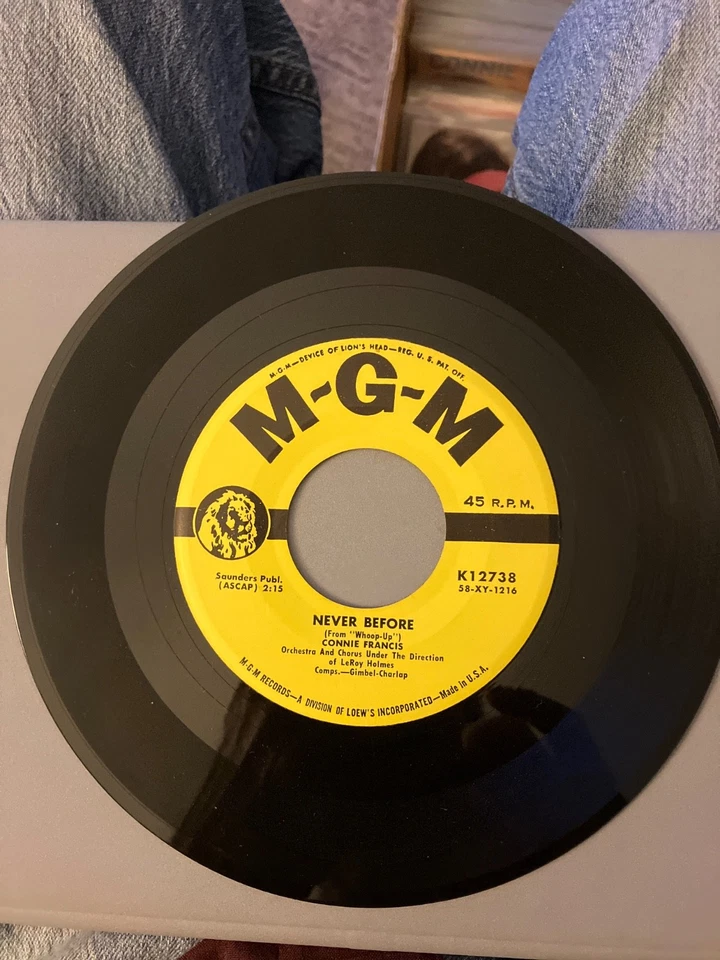 CONNIE
M-G-M—DEVICE OF LION'S HEAD—REG. U. S. PAT. OFF.
M-G-M
45 R.P.M.
Saunders Publ.
(ASCAP) 2:15
K12738
58-XY-1216
NEVER BEFORE
(From "Whoop-Up")
CONNIE FRANCIS
Orchestra And Chorus Under The Direction
of LeRoy Holmes
Comps.—Gimbel-Charlap
M-G-M RECORDS—A DIVISION OF LOEW'S INCORPORATED—Made in U.S.A.